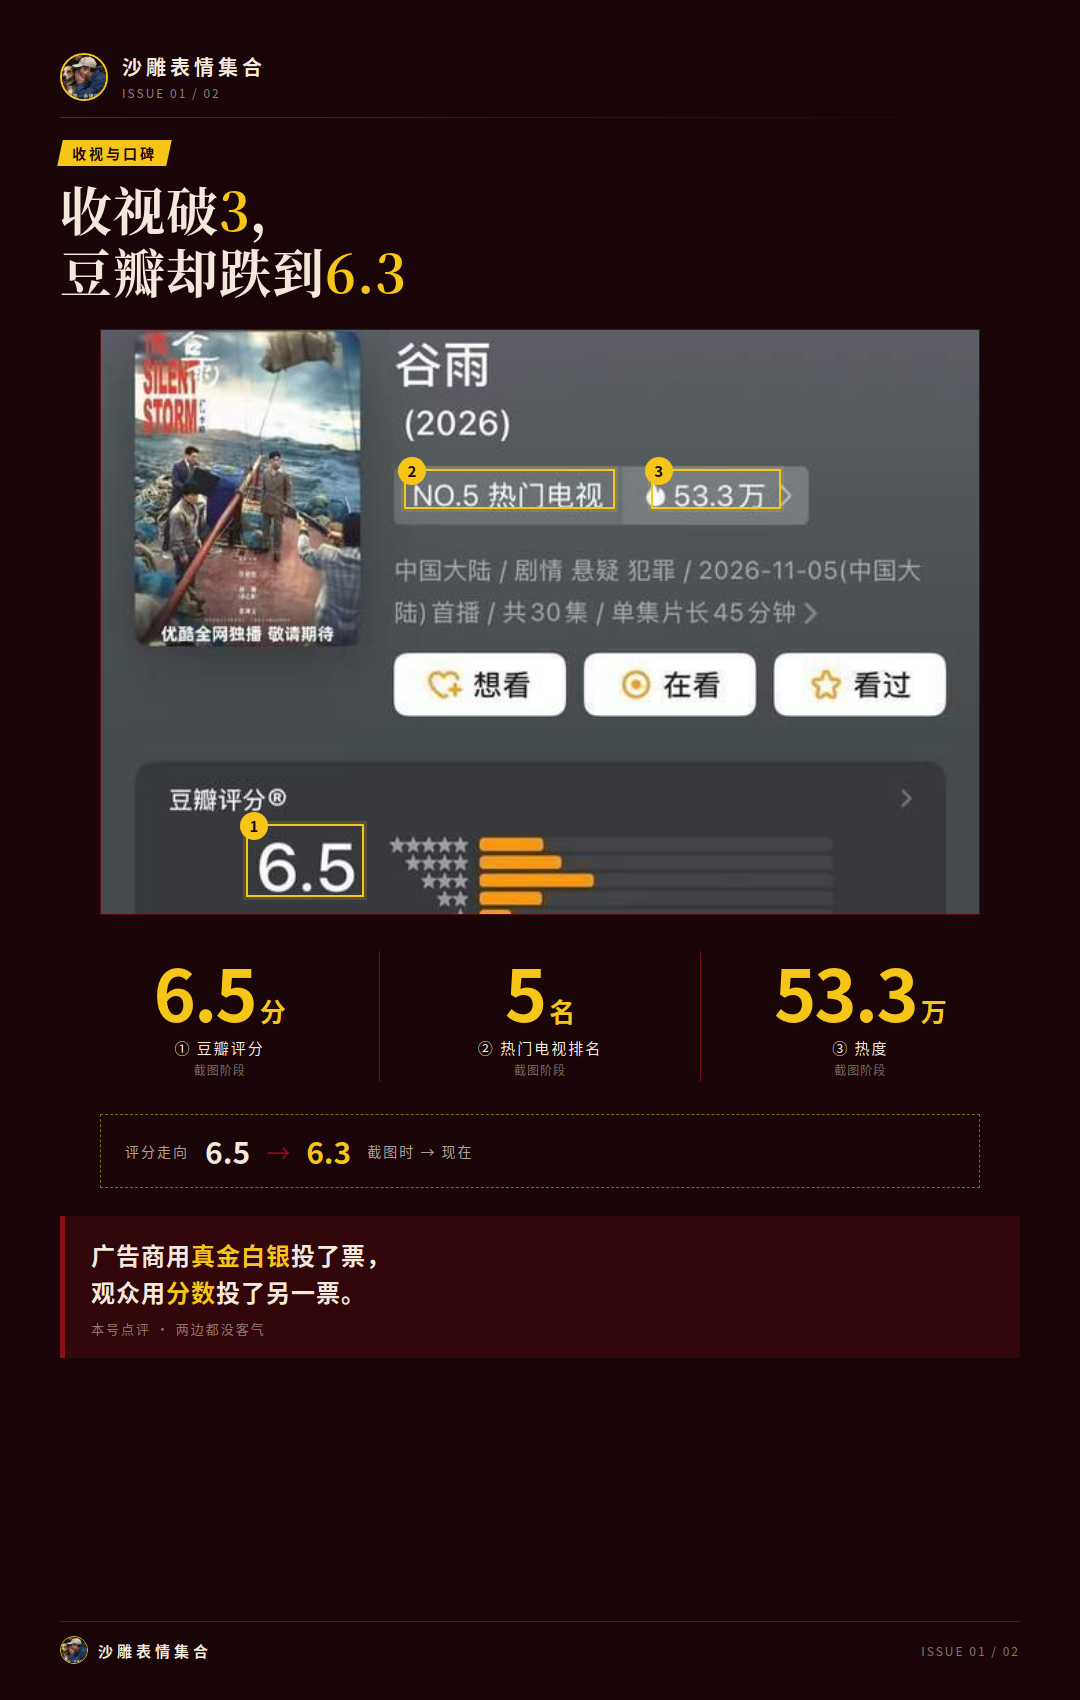 沙雕表情集合
ISSUE 01 / 02
收视与口碑
收视破3,
豆瓣却跌到6.3
THE SILENT STORM
谷雨
优酷全网独播 敬请期待
谷雨
(2026)
2
3
NO.5 热门电视
53.3万
中国大陆 / 剧情 悬疑 犯罪 / 2026-11-05(中国大
陆)首播 / 共30集 / 单集片长45分钟
想看
在看
看过
豆瓣评分®
1
6.5
6.5分
① 豆瓣评分
截图阶段
5名
② 热门电视排名
截图阶段
53.3万
③ 热度
截图阶段
评分走向 6.5 → 6.3 截图时 → 现在
广告商用真金白银投了票，
观众用分数投了另一票。
本号点评 · 两边都没客气
沙雕表情集合
ISSUE 01 / 02